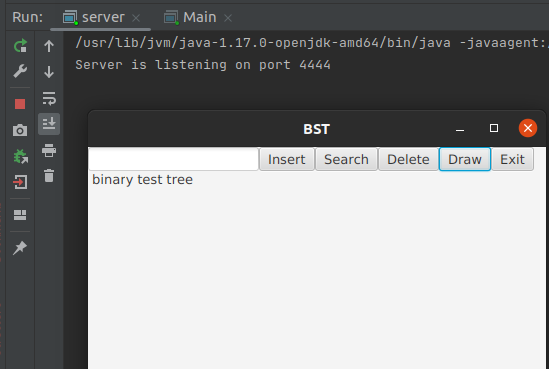 Run: server Main
/usr/lib/jvm/java-1.17.0-openjdk-amd64/bin/java -javaagent:/
Server is listening on port 4444
BST
Insert Search Delete Draw Exit
binary test tree